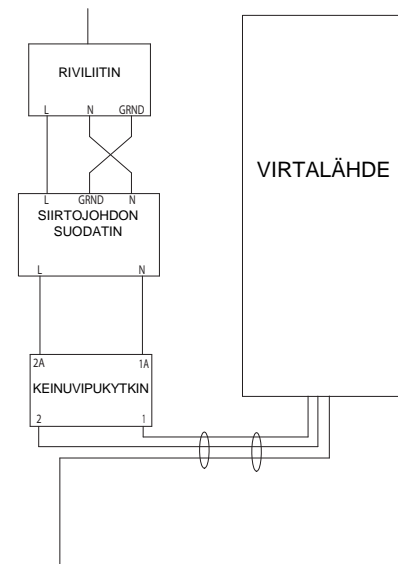 RIVILIITIN
L N GRND
VIRTALÄHDE
L GRND N
SIIRTOJOHDON
SUODATIN
L N
2A 1A
KEINUVIPUKYTKIN
2 1